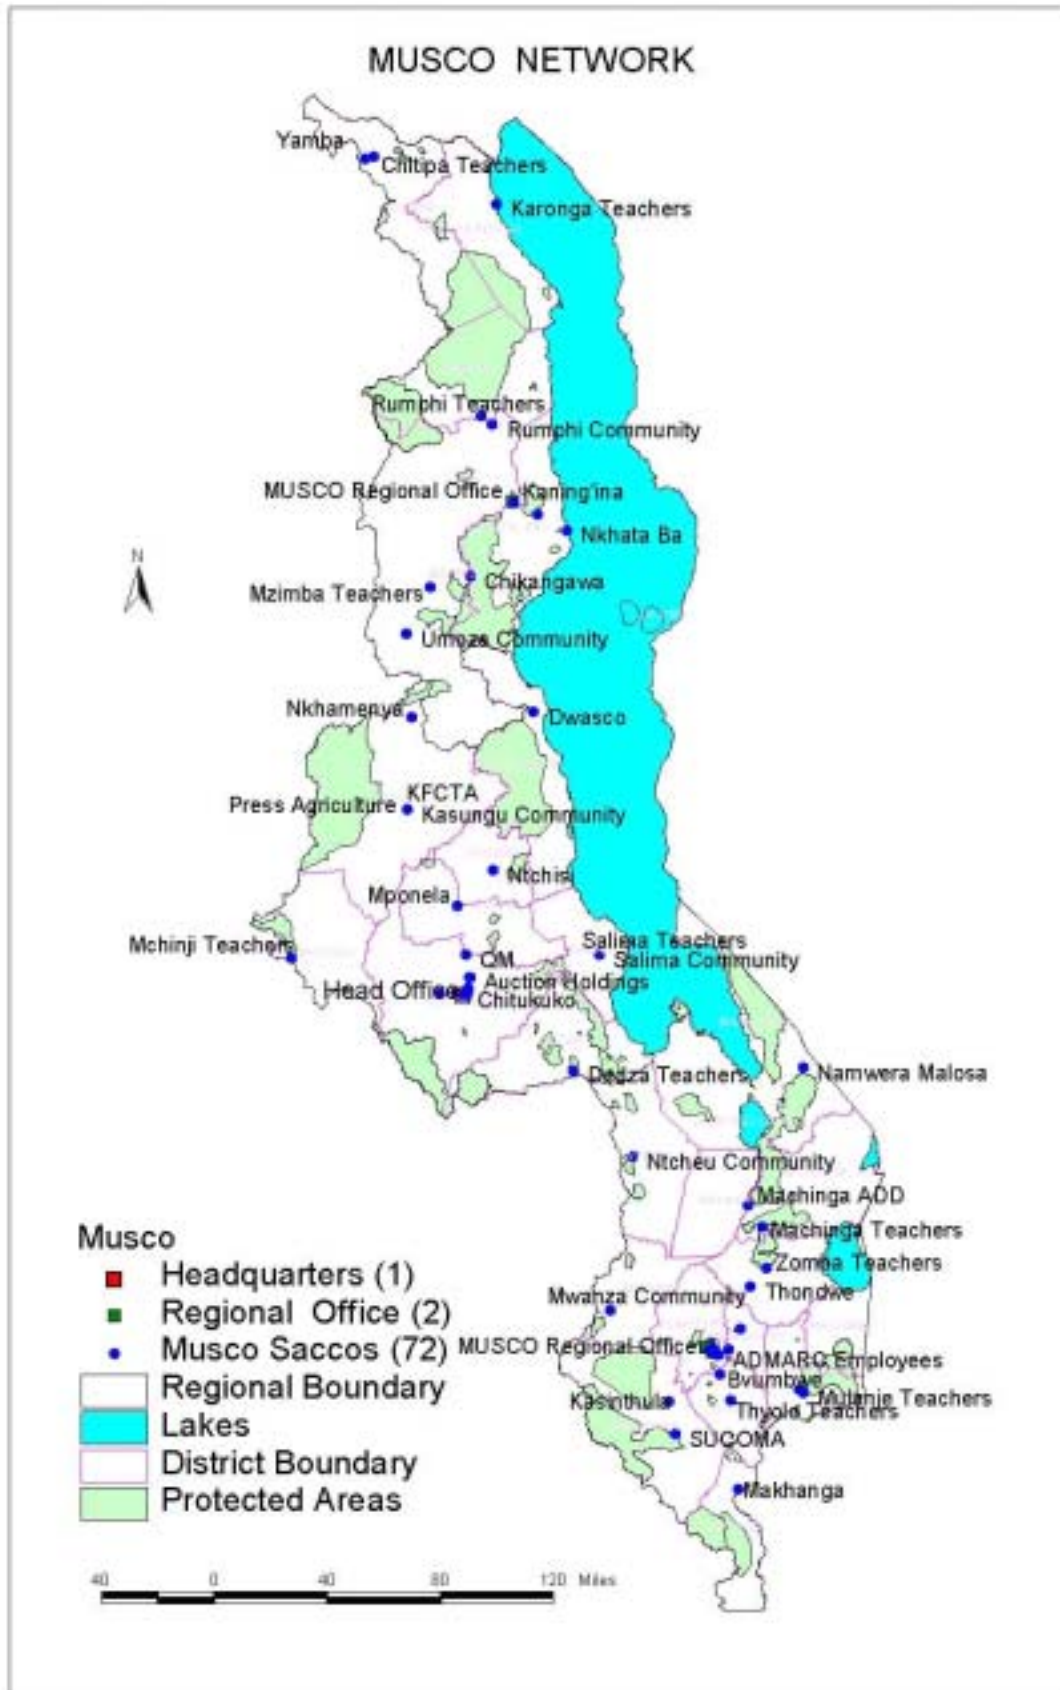 MUSCO NETWORK
Yamba
Chitipa Teachers
Karonga Teachers
Rumphi Teachers
Rumphi Community
MUSCO Regional Office
Kaning'ina
Nkhata Ba
N
Chikangawa
Mzimba Teachers
Umoza Community
Nkhamenya
Dwasco
KFCTA
Press Agriculture
Kasungu Community
Ntchisi
Mponela
Mchinji Teachers
Salima Teachers
QM
Salima Community
Auction Holdings
Head Office
Chitukuko
Dedza Teachers
Namwera Malosa
Ntcheu Community
Machinga ADD
Machinga Teachers
Zomba Teachers
Thondwe
Mwanza Community
MUSCO Regional Office
ADMARC Employees
Bvumbwe
Mulanje Teachers
Kasinthula
Thyolo Teachers
SUCOMA
Makhanga
Musco
Headquarters (1)
Regional Office (2)
Musco Saccos (72)
Regional Boundary
Lakes
District Boundary
Protected Areas
40 0 40 80 120 Miles